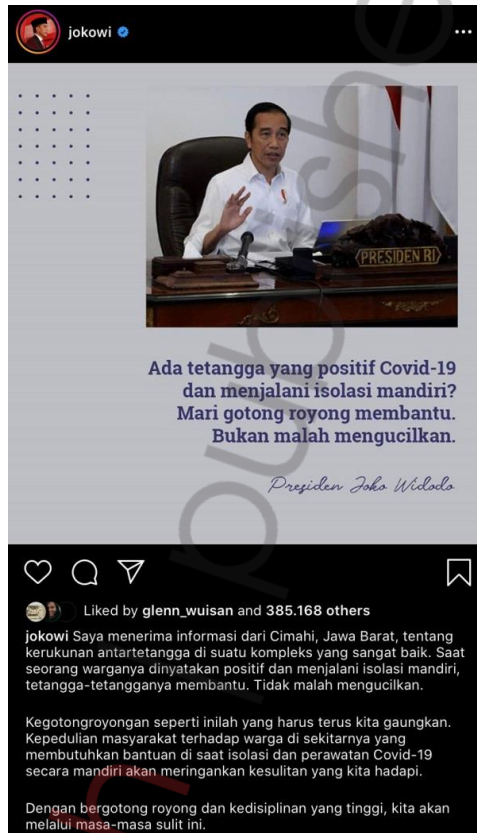 jokowi
PRESIDEN RI
Ada tetangga yang positif Covid-19
dan menjalani isolasi mandiri?
Mari gotong royong membantu.
Bukan malah mengucilkan.
Presiden Joko Widodo
Liked by glenn_wuisan and 385.168 others
jokowi Saya menerima informasi dari Cimahi, Jawa Barat, tentang
kerukunan antartetangga di suatu kompleks yang sangat baik. Saat
seorang warganya dinyatakan positif dan menjalani isolasi mandiri,
tetangga-tetangganya membantu. Tidak malah mengucilkan.
Kegotongroyongan seperti inilah yang harus terus kita gaungkan.
Kepedulian masyarakat terhadap warga di sekitarnya yang
membutuhkan bantuan di saat isolasi dan perawatan Covid-19
secara mandiri akan meringankan kesulitan yang kita hadapi.
Dengan bergotong royong dan kedisiplinan yang tinggi, kita akan
melalui masa-masa sulit ini.